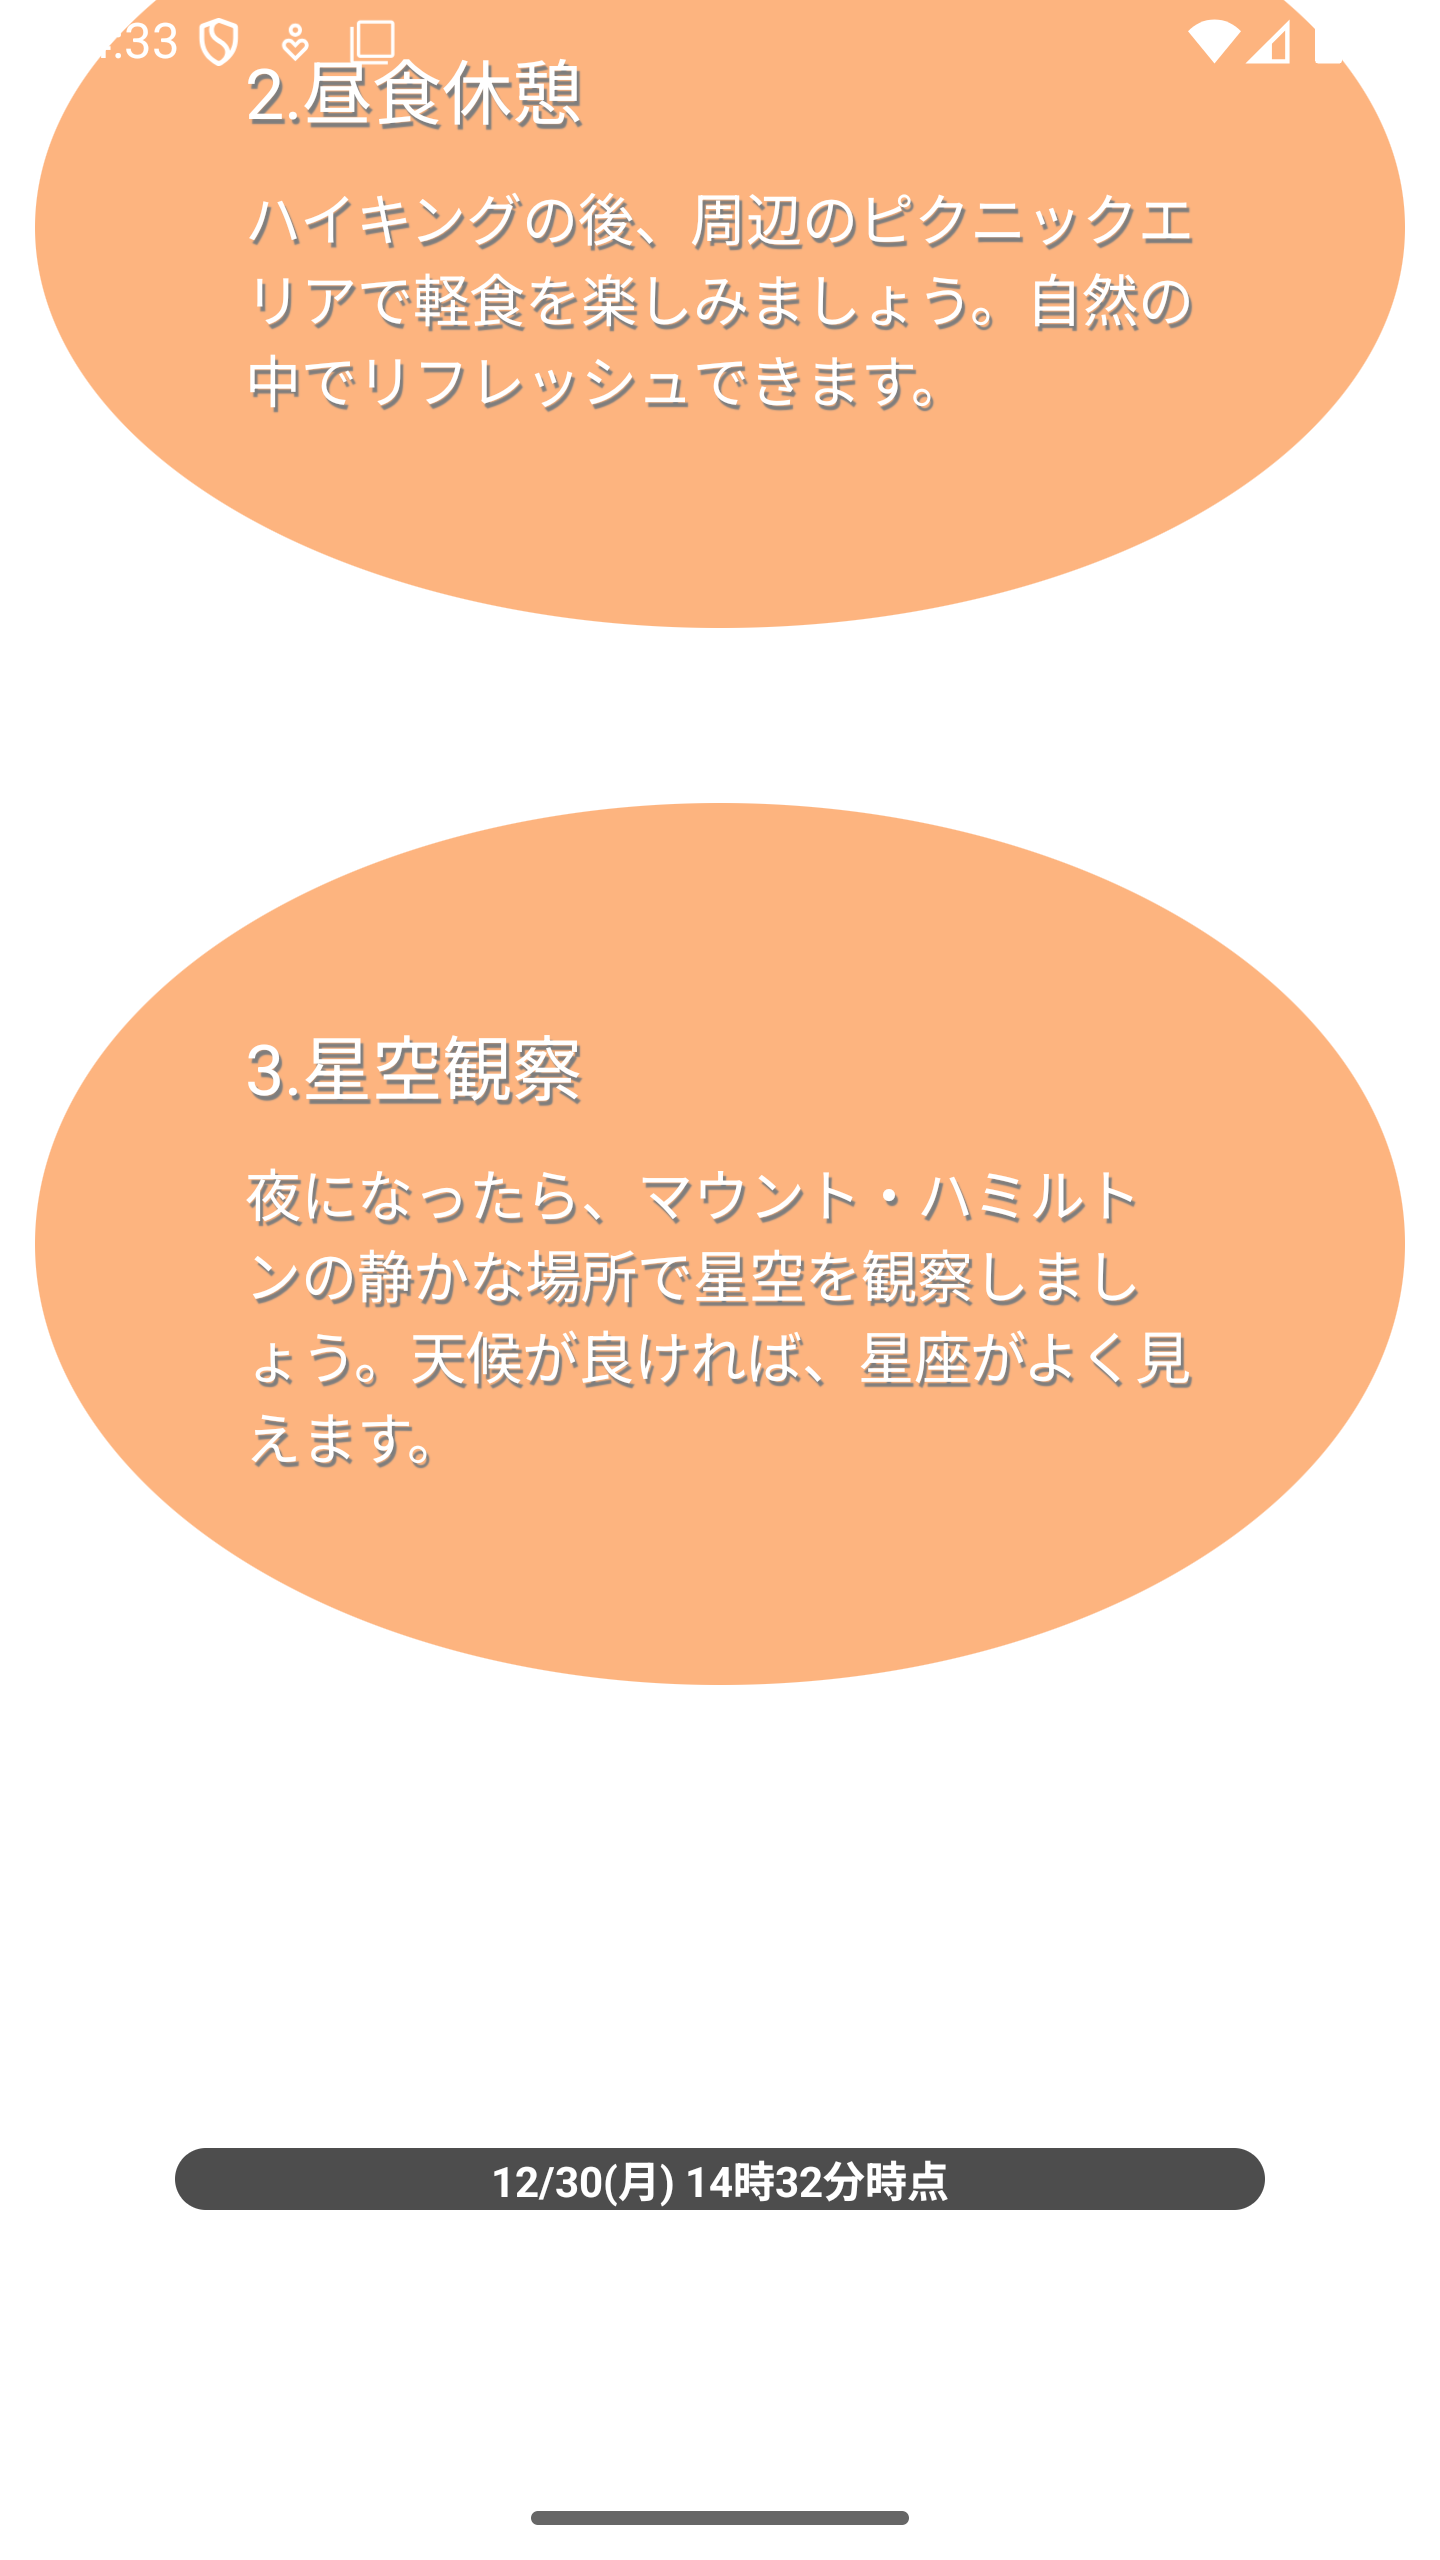 :33
2.昼食休憩
ハイキングの後、周辺のピクニックエ
リアで軽食を楽しみましょう。自然の
中でリフレッシュできます。
3.星空観察
夜になったら、マウント・ハミルト
ンの静かな場所で星空を観察しまし
ょう。天候が良ければ、星座がよく見
えます。
12/30(月) 14時32分時点